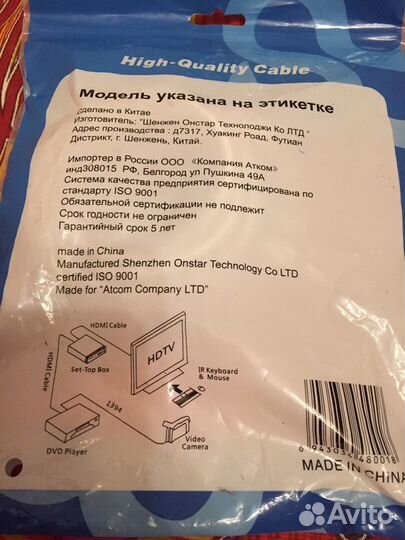 High-Quality Cable
Модель указана на этикетке
Сделано в Китае
Изготовитель: "Шенжен Онстар Технолоджи Ко ЛТД "
Адрес производства : д7317, Хуакинг Роад, Футиан
Дистрикт, г. Шенжень, Китай.
Импортер в России ООО «Компания Атком»
инд308015 РФ, Белгород ул Пушкина 49А
Система качества предприятия сертифицирована по
стандарту ISO 9001
Обязательной сертификации не подлежит
Срок годности не ограничен
Гарантийный срок 5 лет
made in China
Manufactured Shenzhen Onstar Technology Co LTD
certified ISO 9001
Made for "Atcom Company LTD"
HDMI Cable
HDTV
HDMI Cable
Set-Top Box
IR Keyboard
& Mouse
1394
DVD Player
Video
Camera
MADE IN CHiNA
Avito